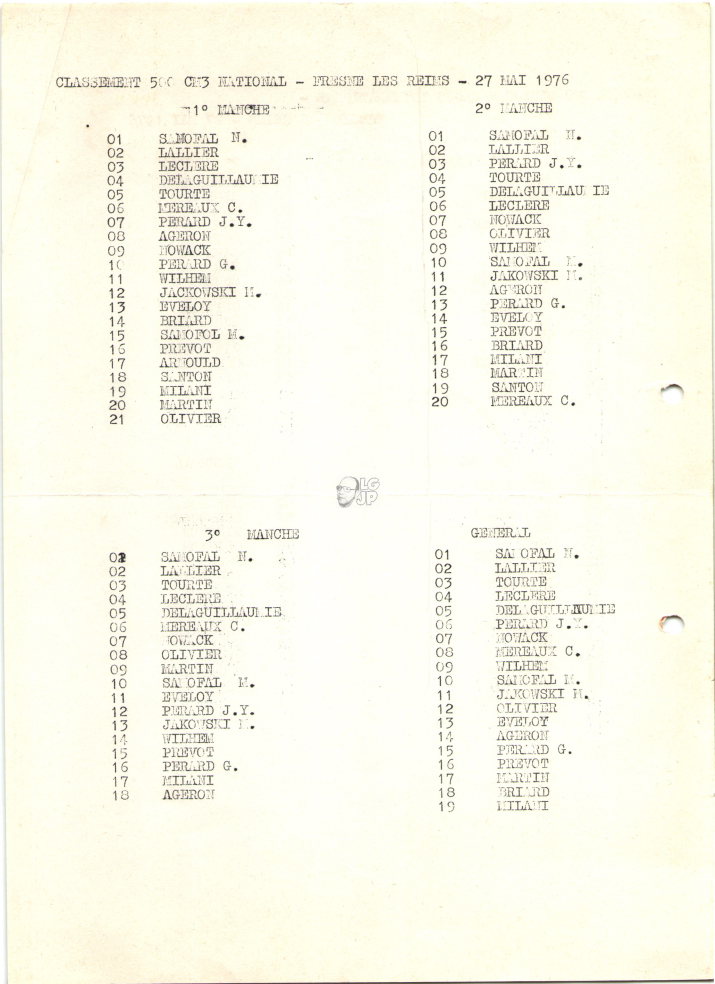 CLASSEMENT 500 CM3 NATIONAL - FRESNE LES REIMS - 27 MAI 1976
1° MANCHE
01 SAMOFAL N.
02 LALLIER
03 LECLERE
04 DELAGUILLAUMIE
05 TOURTE
06 MEREAUX C.
07 PERARD J.Y.
08 AGERON
09 NOWACK
10 PERARD G.
11 WILHEM
12 JACKOWSKI M.
13 EVELOY
14 BRIARD
15 SAMOFOL M.
16 PREVOT
17 ARNOULD
18 SANTON
19 MILANI
20 MARTIN
21 OLIVIER
2° MANCHE
01 SAMOFAL N.
02 LALLIER
03 PERARD J.Y.
04 TOURTE
05 DELAGUILLAUMIE
06 LECLERE
07 NOWACK
08 OLIVIER
09 WILHEM
10 SAMOFAL M.
11 JAKOWSKI M.
12 AGERON
13 PERARD G.
14 EVELOY
15 PREVOT
16 BRIARD
17 MILANI
18 MARTIN
19 SANTON
20 MEREAUX C.
LG
JP
3° MANCHE
01 SAMOFAL N.
02 LALLIER
03 TOURTE
04 LECLERE
05 DELAGUILLAUMIE
06 MEREAUX C.
07 NOWACK
08 OLIVIER
09 MARTIN
10 SAMOFAL M.
11 EVELOY
12 PERARD J.Y.
13 JAKOWSKI M.
14 WILHEM
15 PREVOT
16 PERARD G.
17 MILANI
18 AGERON
GENERAL
01 SAMOFAL N.
02 LALLIER
03 TOURTE
04 LECLERE
05 DELAGUILLAUMIE
06 PERARD J.Y.
07 NOWACK
08 MEREAUX C.
09 WILHEM
10 SAMOFAL M.
11 JAKOWSKI M.
12 OLIVIER
13 EVELOY
14 AGERON
15 PERARD G.
16 PREVOT
17 MARTIN
18 BRIARD
19 MILANI